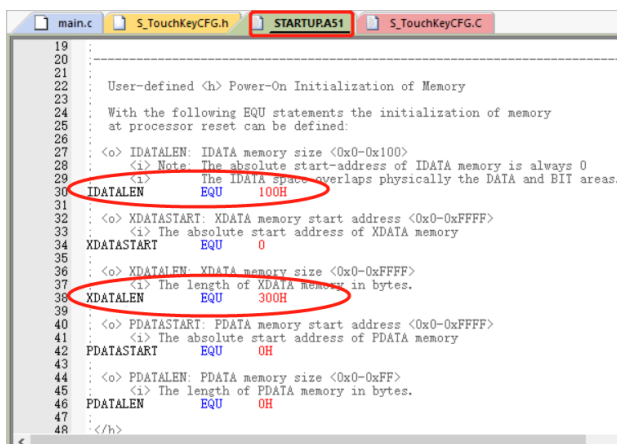 main.c S_TouchKeyCFG.h STARTUP.A51 S_TouchKeyCFG.C
19 ;
20 ;------------------------------------------------------------------------------
21 ;
22 ; User-defined <h> Power-On Initialization of Memory
23 ;
24 ; With the following EQU statements the initialization of memory
25 ; at processor reset can be defined:
26 ;
27 ; <o> IDATALEN: IDATA memory size <0x0-0x100>
28 ; <i> Note: The absolute start-address of IDATA memory is always 0
29 ; <i> The IDATA space overlaps physically the DATA and BIT areas.
30 IDATALEN EQU 100H
31 ;
32 ; <o> XDATASTART: XDATA memory start address <0x0-0xFFFF>
33 ; <i> The absolute start address of XDATA memory
34 XDATASTART EQU 0
35 ;
36 ; <o> XDATALEN: XDATA memory size <0x0-0xFFFF>
37 ; <i> The length of XDATA memory in bytes.
38 XDATALEN EQU 300H
39 ;
40 ; <o> PDATASTART: PDATA memory start address <0x0-0xFFFF>
41 ; <i> The absolute start address of PDATA memory
42 PDATASTART EQU 0H
43 ;
44 ; <o> PDATALEN: PDATA memory size <0x0-0xFF>
45 ; <i> The length of PDATA memory in bytes.
46 PDATALEN EQU 0H
47 ;
48 ;</h>